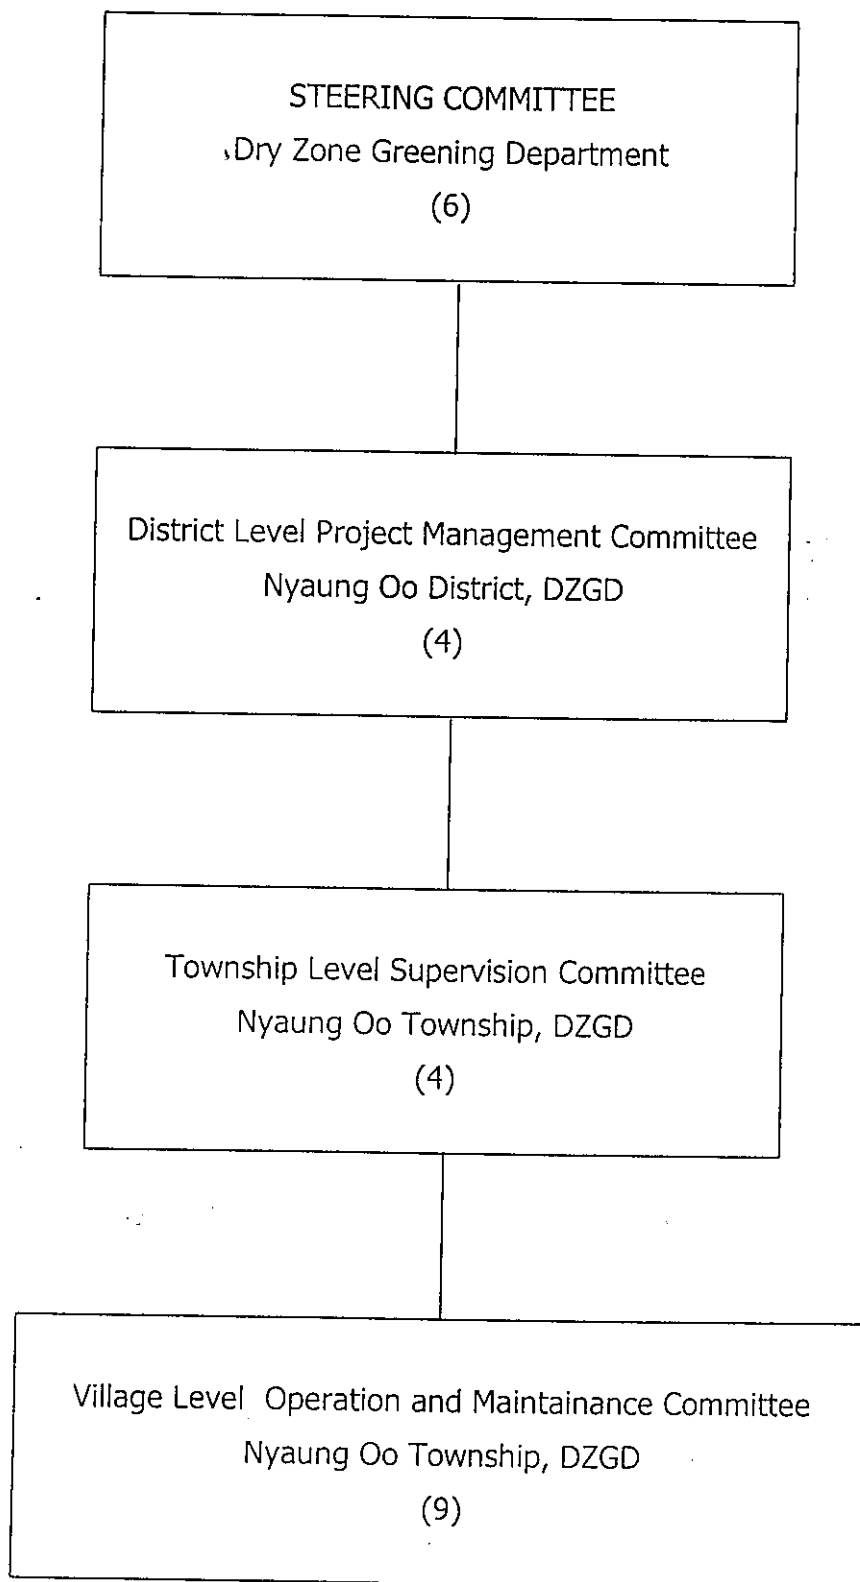 STEERING COMMITTEE
Dry Zone Greening Department
(6)
District Level Project Management Committee
Nyaung Oo District, DZGD
(4)
Township Level Supervision Committee
Nyaung Oo Township, DZGD
(4)
Village Level Operation and Maintainance Committee
Nyaung Oo Township, DZGD
(9)